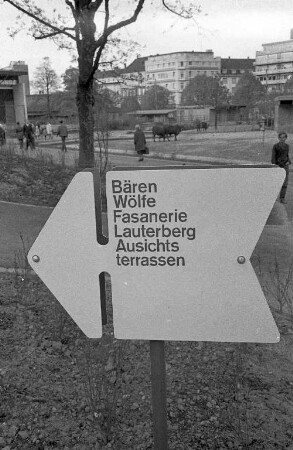 Bären
Wölfe
Fasanerie
Lauterberg
Ausichts
terrassen